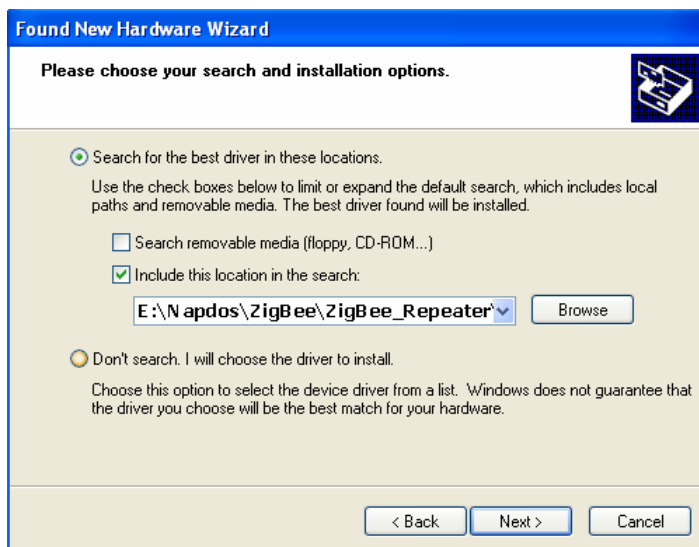 Found New Hardware Wizard
Please choose your search and installation options.
Search for the best driver in these locations.
Use the check boxes below to limit or expand the default search, which includes local
paths and removable media. The best driver found will be installed.
Search removable media (floppy, CD-ROM...)
Include this location in the search:
E:\Napdos\ZigBee\ZigBee_Repeater\
Browse
Don't search. I will choose the driver to install.
Choose this option to select the device driver from a list. Windows does not guarantee that
the driver you choose will be the best match for your hardware.
< Back Next > Cancel